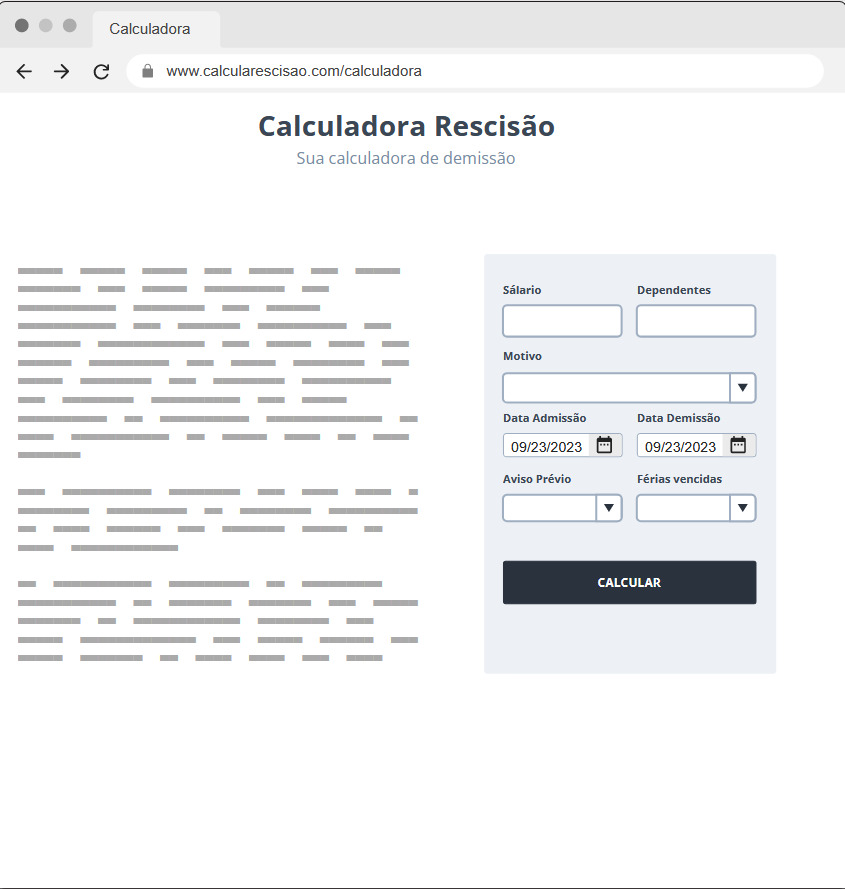 Calculadora
www.calcularescisao.com/calculadora
Calculadora Rescisão
Sua calculadora de demissão
Sálario Dependentes
Motivo
Data Admissão Data Demissão
09/23/2023 09/23/2023
Aviso Prévio Férias vencidas
CALCULAR